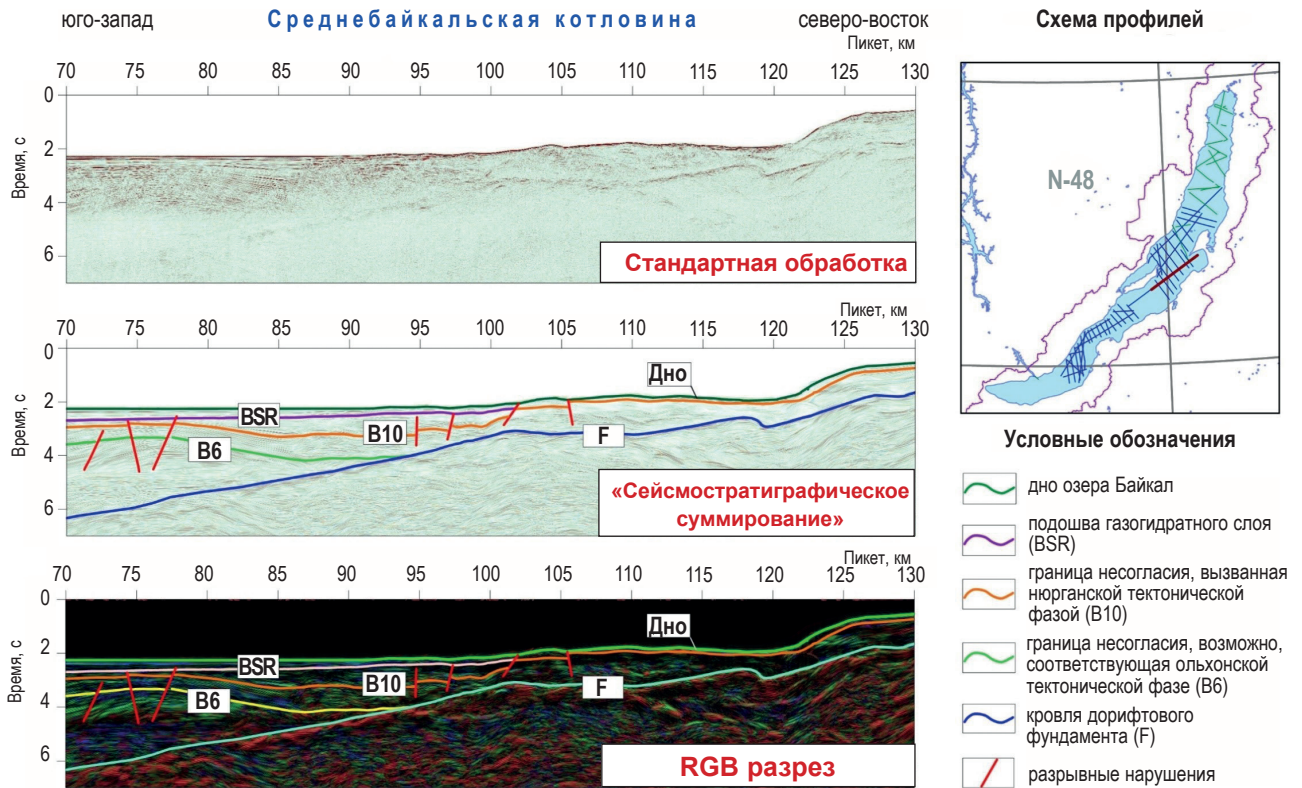 юго-запад Среднебайкальская котловина северо-восток
Пикет, км
70 75 80 85 90 95 100 105 110 115 120 125 130
Время, с
0
2
4
6
Стандартная обработка
Пикет, км
70 75 80 85 90 95 100 105 110 115 120 125 130
Время, с
0
2
4
6
Дно
BSR
B10
B6
F
«Сейсмостратиграфическое
суммирование»
Пикет, км
70 75 80 85 90 95 100 105 110 115 120 125 130
Время, с
0
2
4
6
Дно
BSR
B10
B6
F
RGB разрез
Схема профилей
N-48
Условные обозначения
дно озера Байкал
подошва газогидратного слоя
(BSR)
граница несогласия, вызванная
нюрганской тектонической
фазой (B10)
граница несогласия, возможно,
соответствующая ольхонской
тектонической фазе (B6)
кровля дорифтового
фундамента (F)
разрывные нарушения